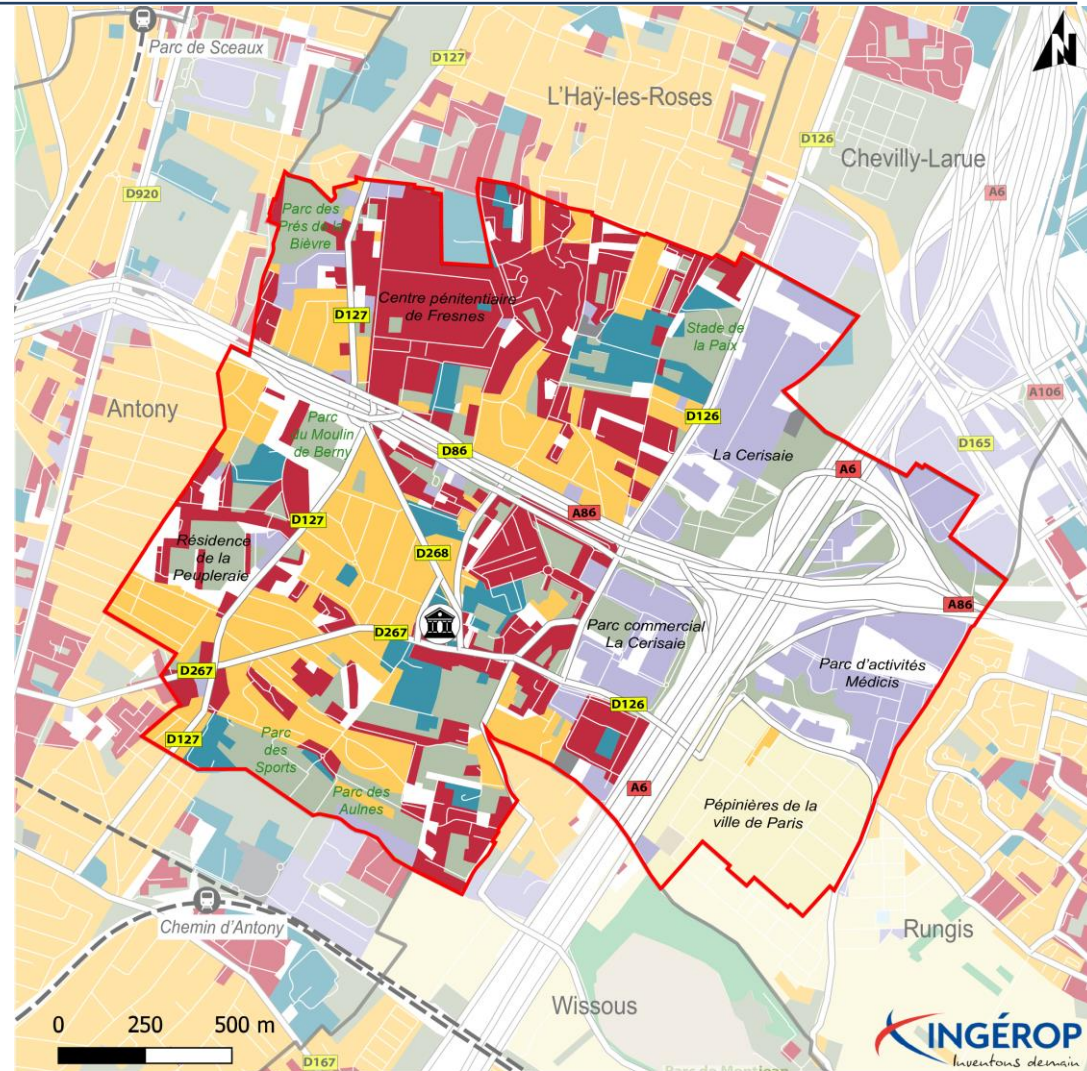 Parc de Sceaux
D127
L'Haÿ-les-Roses
N
D126
Chevilly-Larue
D920
A6
Parc des
Prés de la
Bièvre
Centre pénitentiaire
de Fresnes
D127
Stade de
la Paix
A106
Antony
Parc
du Moulin
de Berny
D126
D165
D86
La Cerisaie
A6
D127
A86
Résidence
de la
Peupleraie
D268
A86
D267
Parc commercial
La Cerisaie
D267
Parc d'activités
Médicis
D126
D127
Parc
des
Sports
Parc des
Aulnes
A6
Pépinières de la
ville de Paris
Chemin d'Antony
Rungis
Wissous
0 250 500 m
D167
INGÉROP
Inventons demain